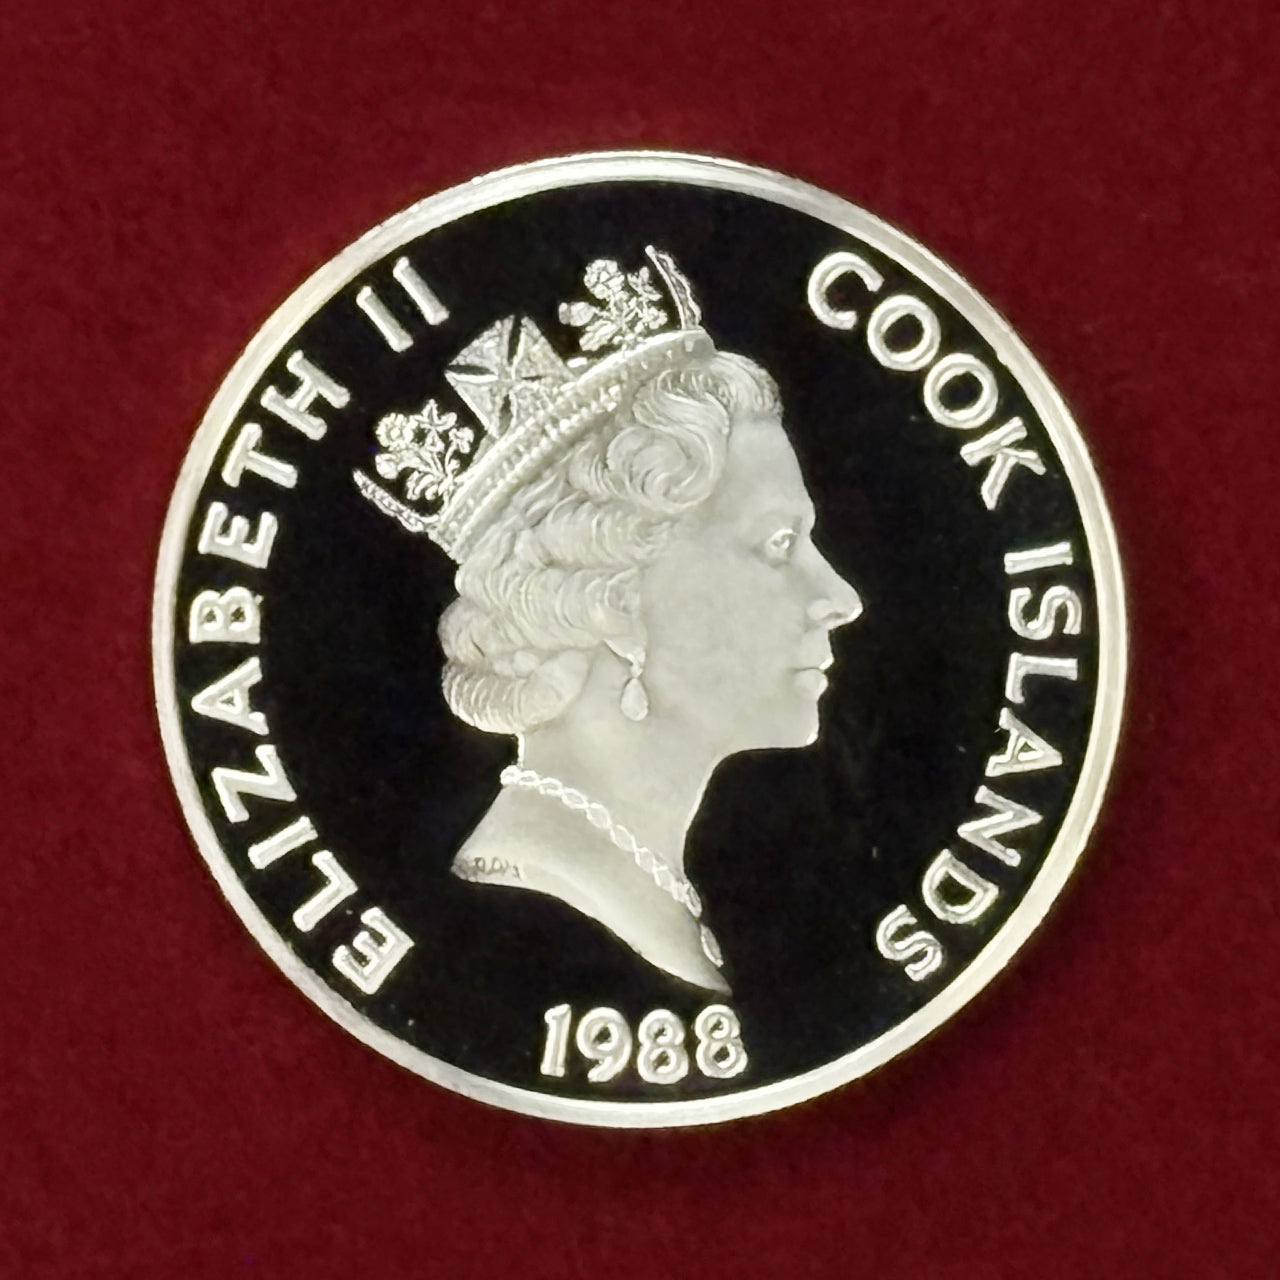 ELIZABETH II
COOK ISLANDS
1988